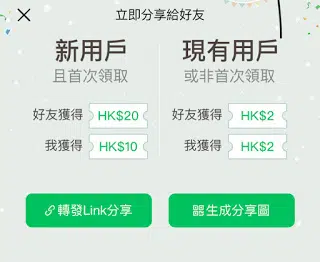 立即分享給好友
新用戶
且首次領取
好友獲得 HK$20
我獲得 HK$10
現有用戶
或非首次領取
好友獲得 HK$2
我獲得 HK$2
轉發Link分享
生成分享圖